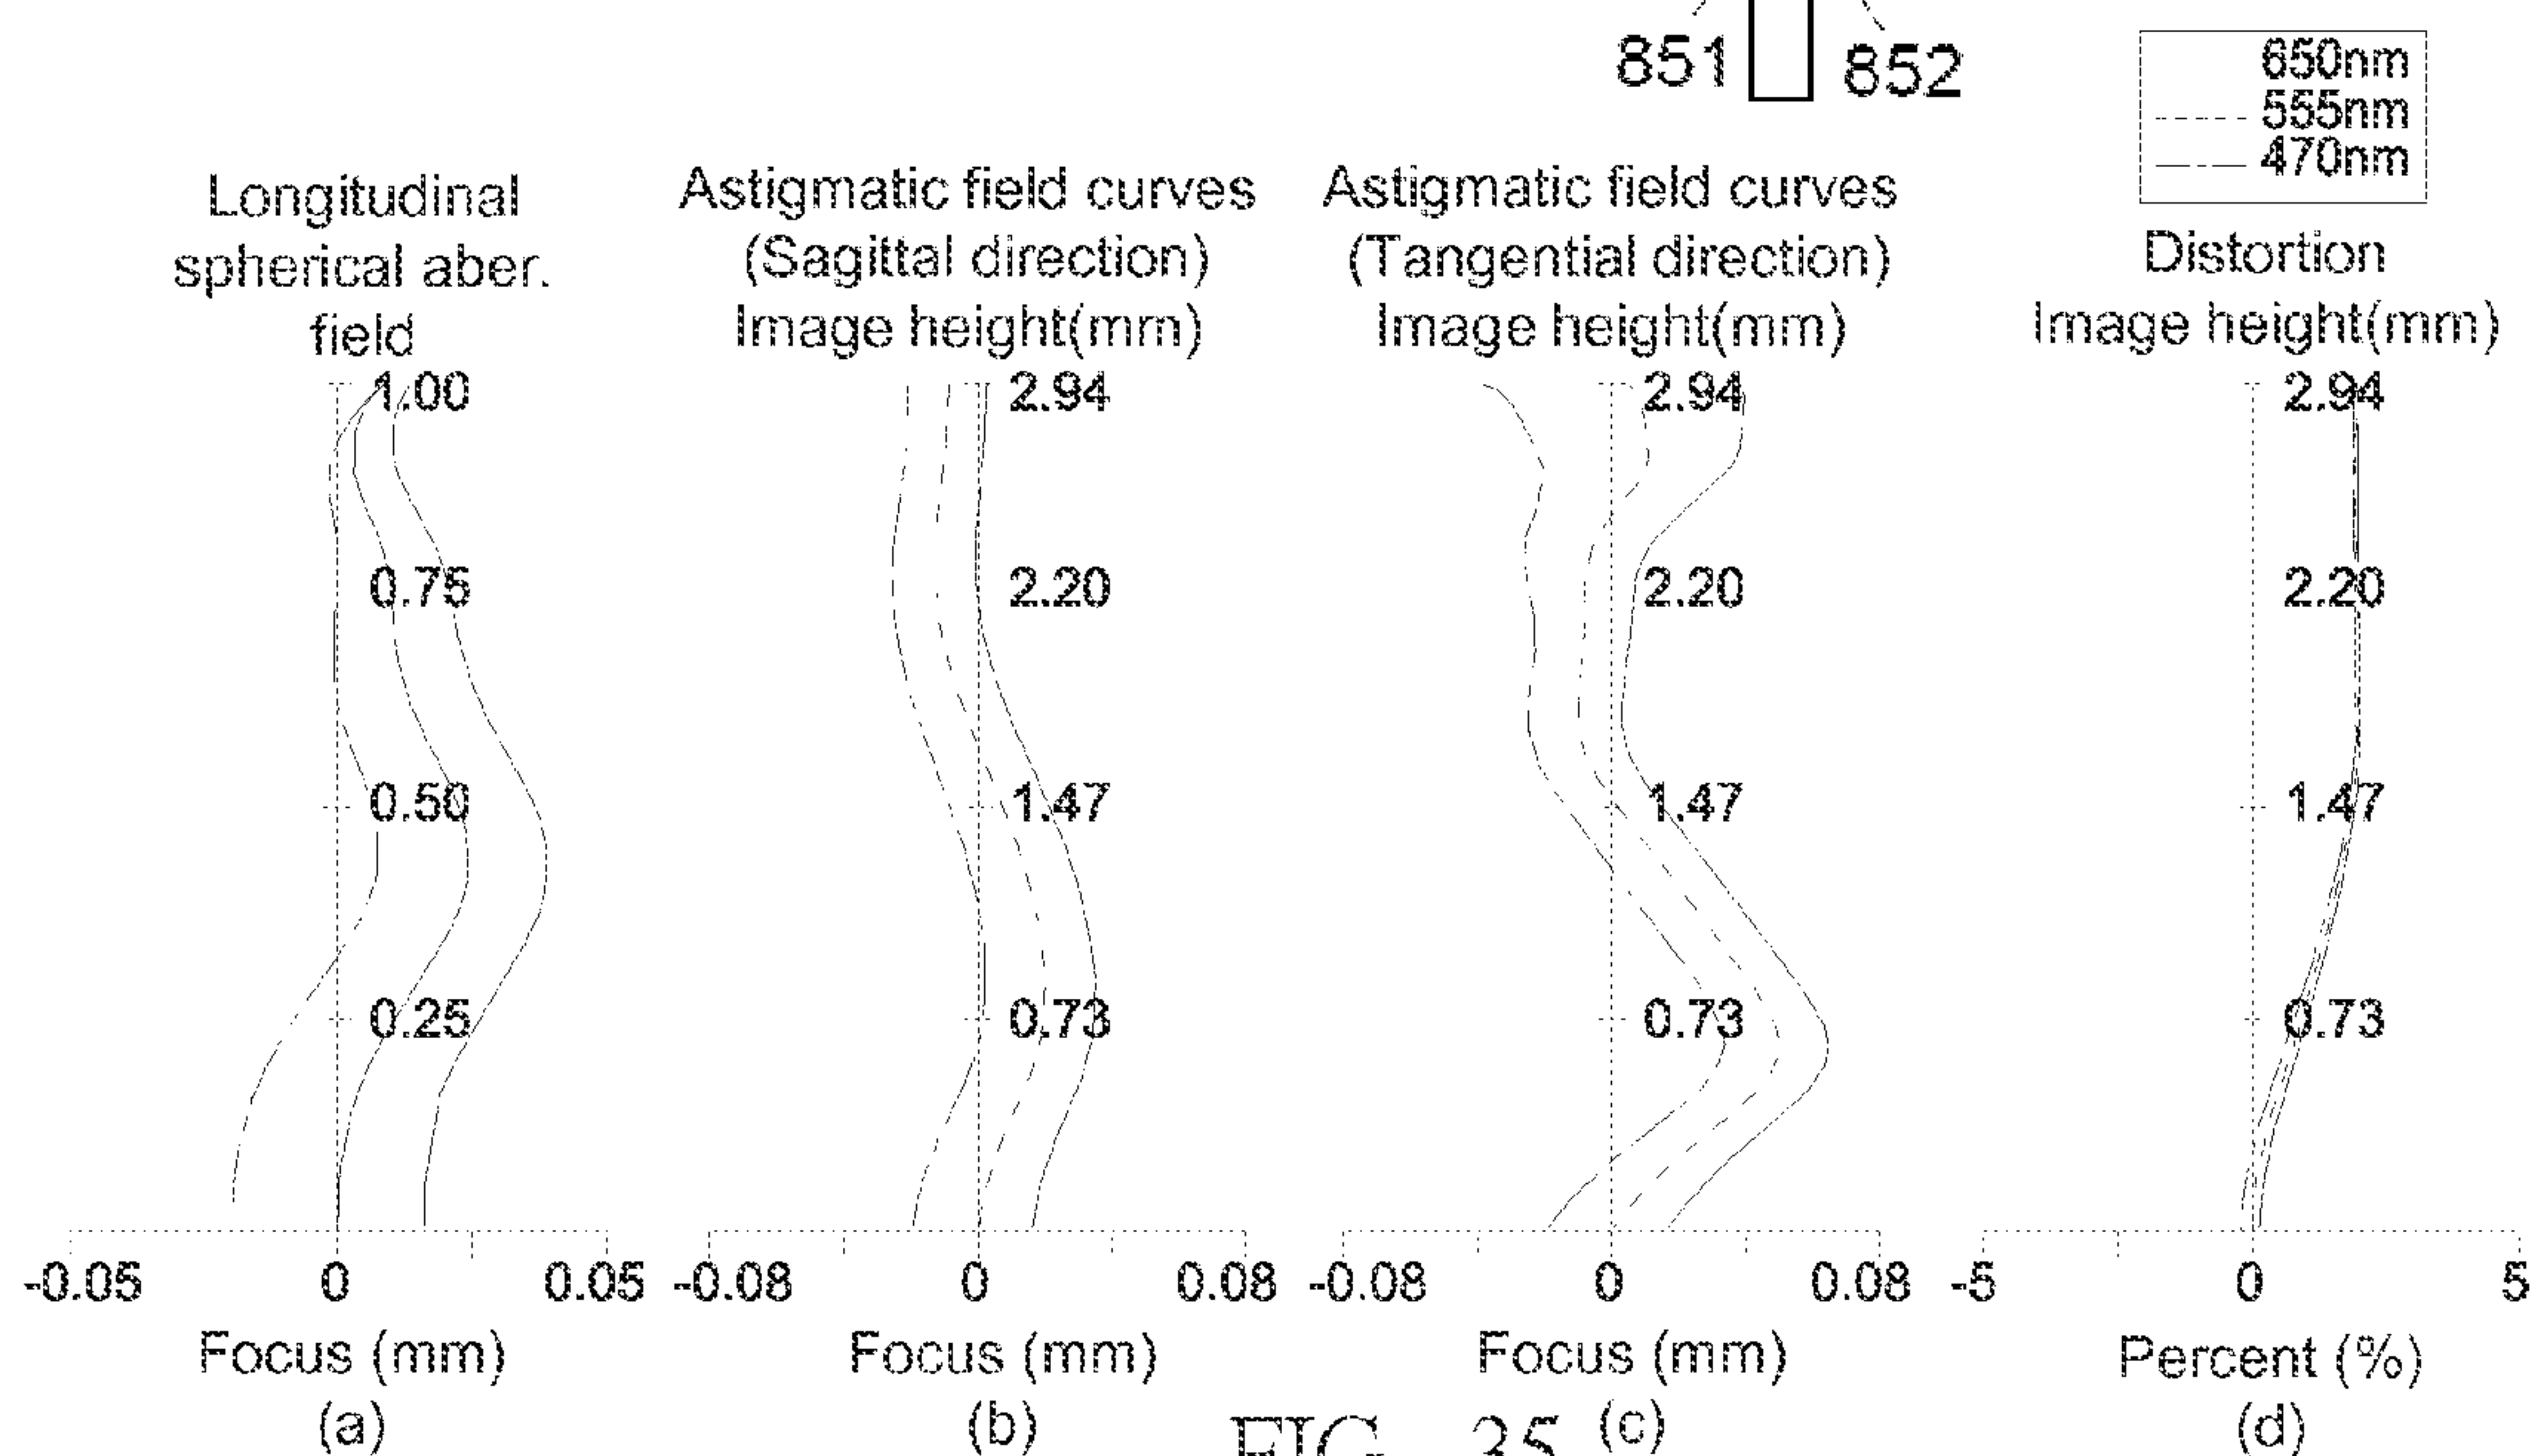 851 852
650nm
555nm
470nm
Longitudinal
spherical aber.
field
1.00
0.75
0.50
0.25
-0.05 0 0.05
Focus (mm)
(a)
Astigmatic field curves
(Sagittal direction)
Image height(mm)
2.94
2.20
1.47
0.73
-0.08 0 0.08
Focus (mm)
(b)
Astigmatic field curves
(Tangential direction)
Image height(mm)
2.94
2.20
1.47
0.73
-0.08 0 0.08
Focus (mm)
(c)
Distortion
Image height(mm)
2.94
2.20
1.47
0.73
-5 0 5
Percent (%)
(d)
FIG. 35